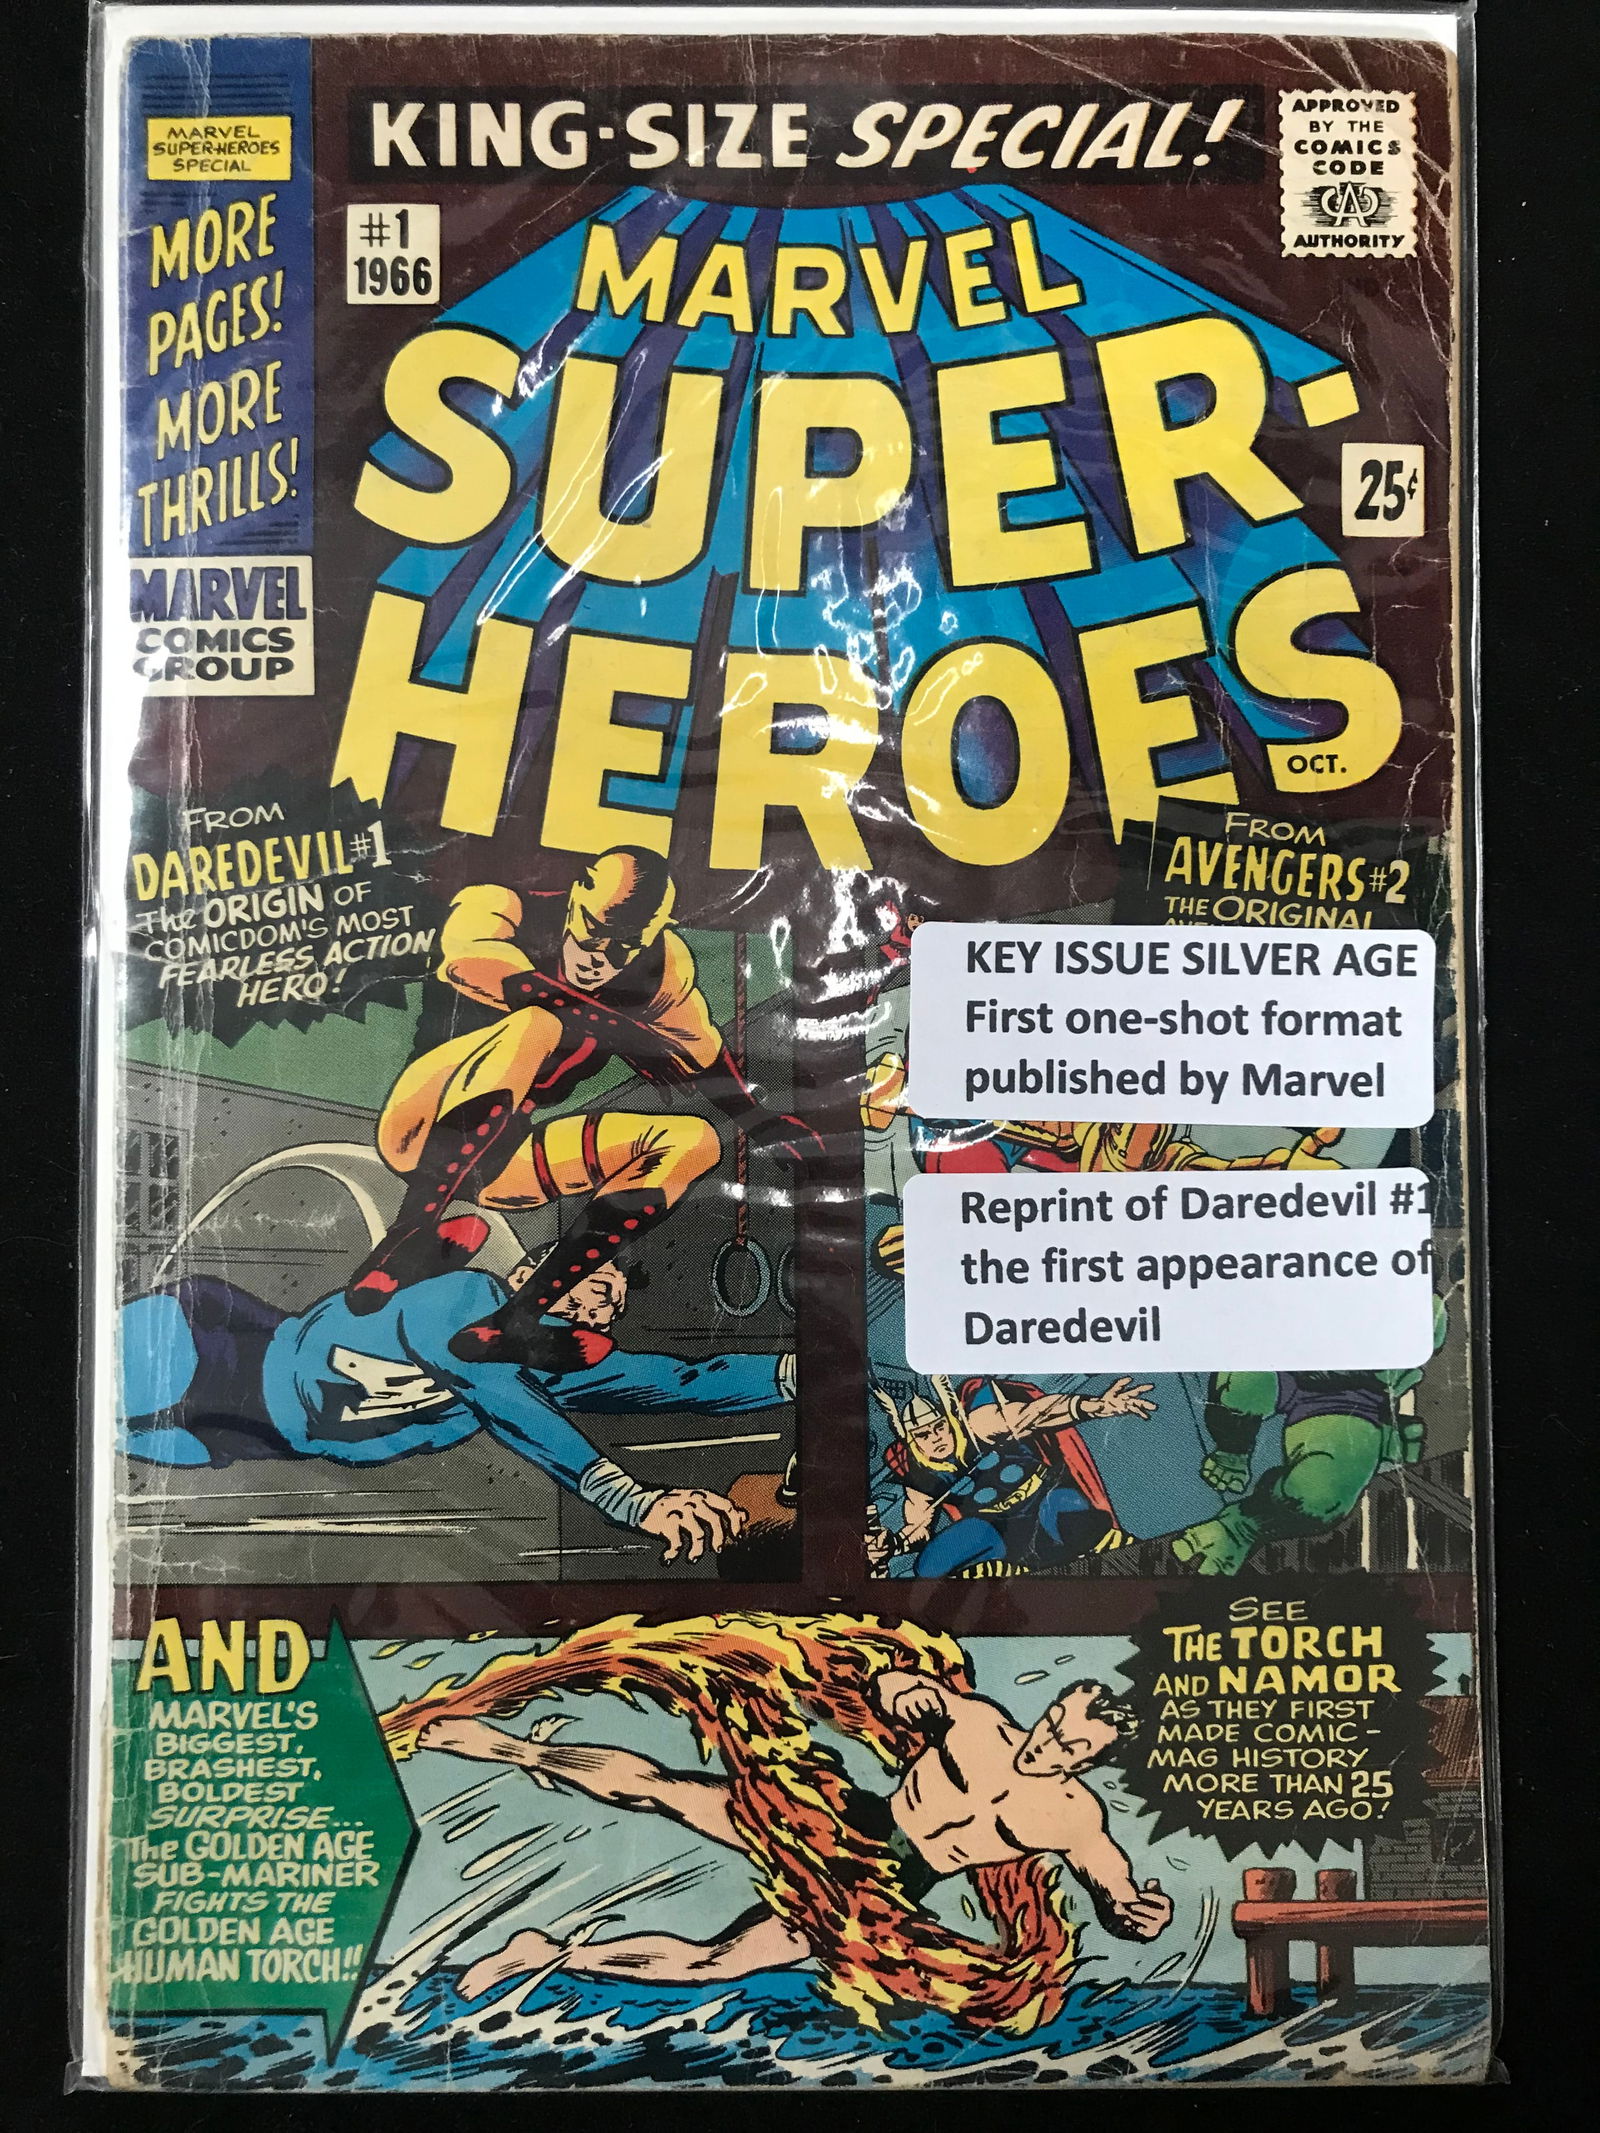 MARVEL
SUPER-HEROES
SPECIAL
KING-SIZE SPECIAL!
APPROVED
BY THE
COMICS
CODE
CA
AUTHORITY
MORE
PAGES!
MORE
THRILLS!
#1
1966
MARVEL
SUPER-
HEROES
25¢
OCT.
MARVEL
COMICS
GROUP
FROM
DAREDEVIL #1
The ORIGIN OF
COMICDOM'S MOST
FEARLESS ACTION
HERO!
FROM
AVENGERS #2
THE ORIGINAL
KEY ISSUE SILVER AGE
First one-shot format
published by Marvel
Reprint of Daredevil #1
the first appearance of
Daredevil
AND
MARVEL'S
BIGGEST,
BRASHEST,
BOLDEST
SURPRISE...
The GOLDEN AGE
SUB-MARINER
FIGHTS THE
GOLDEN AGE
HUMAN TORCH!!
SEE
THE TORCH
AND NAMOR
AS THEY FIRST
MADE COMIC-
MAG HISTORY
MORE THAN 25
YEARS AGO!